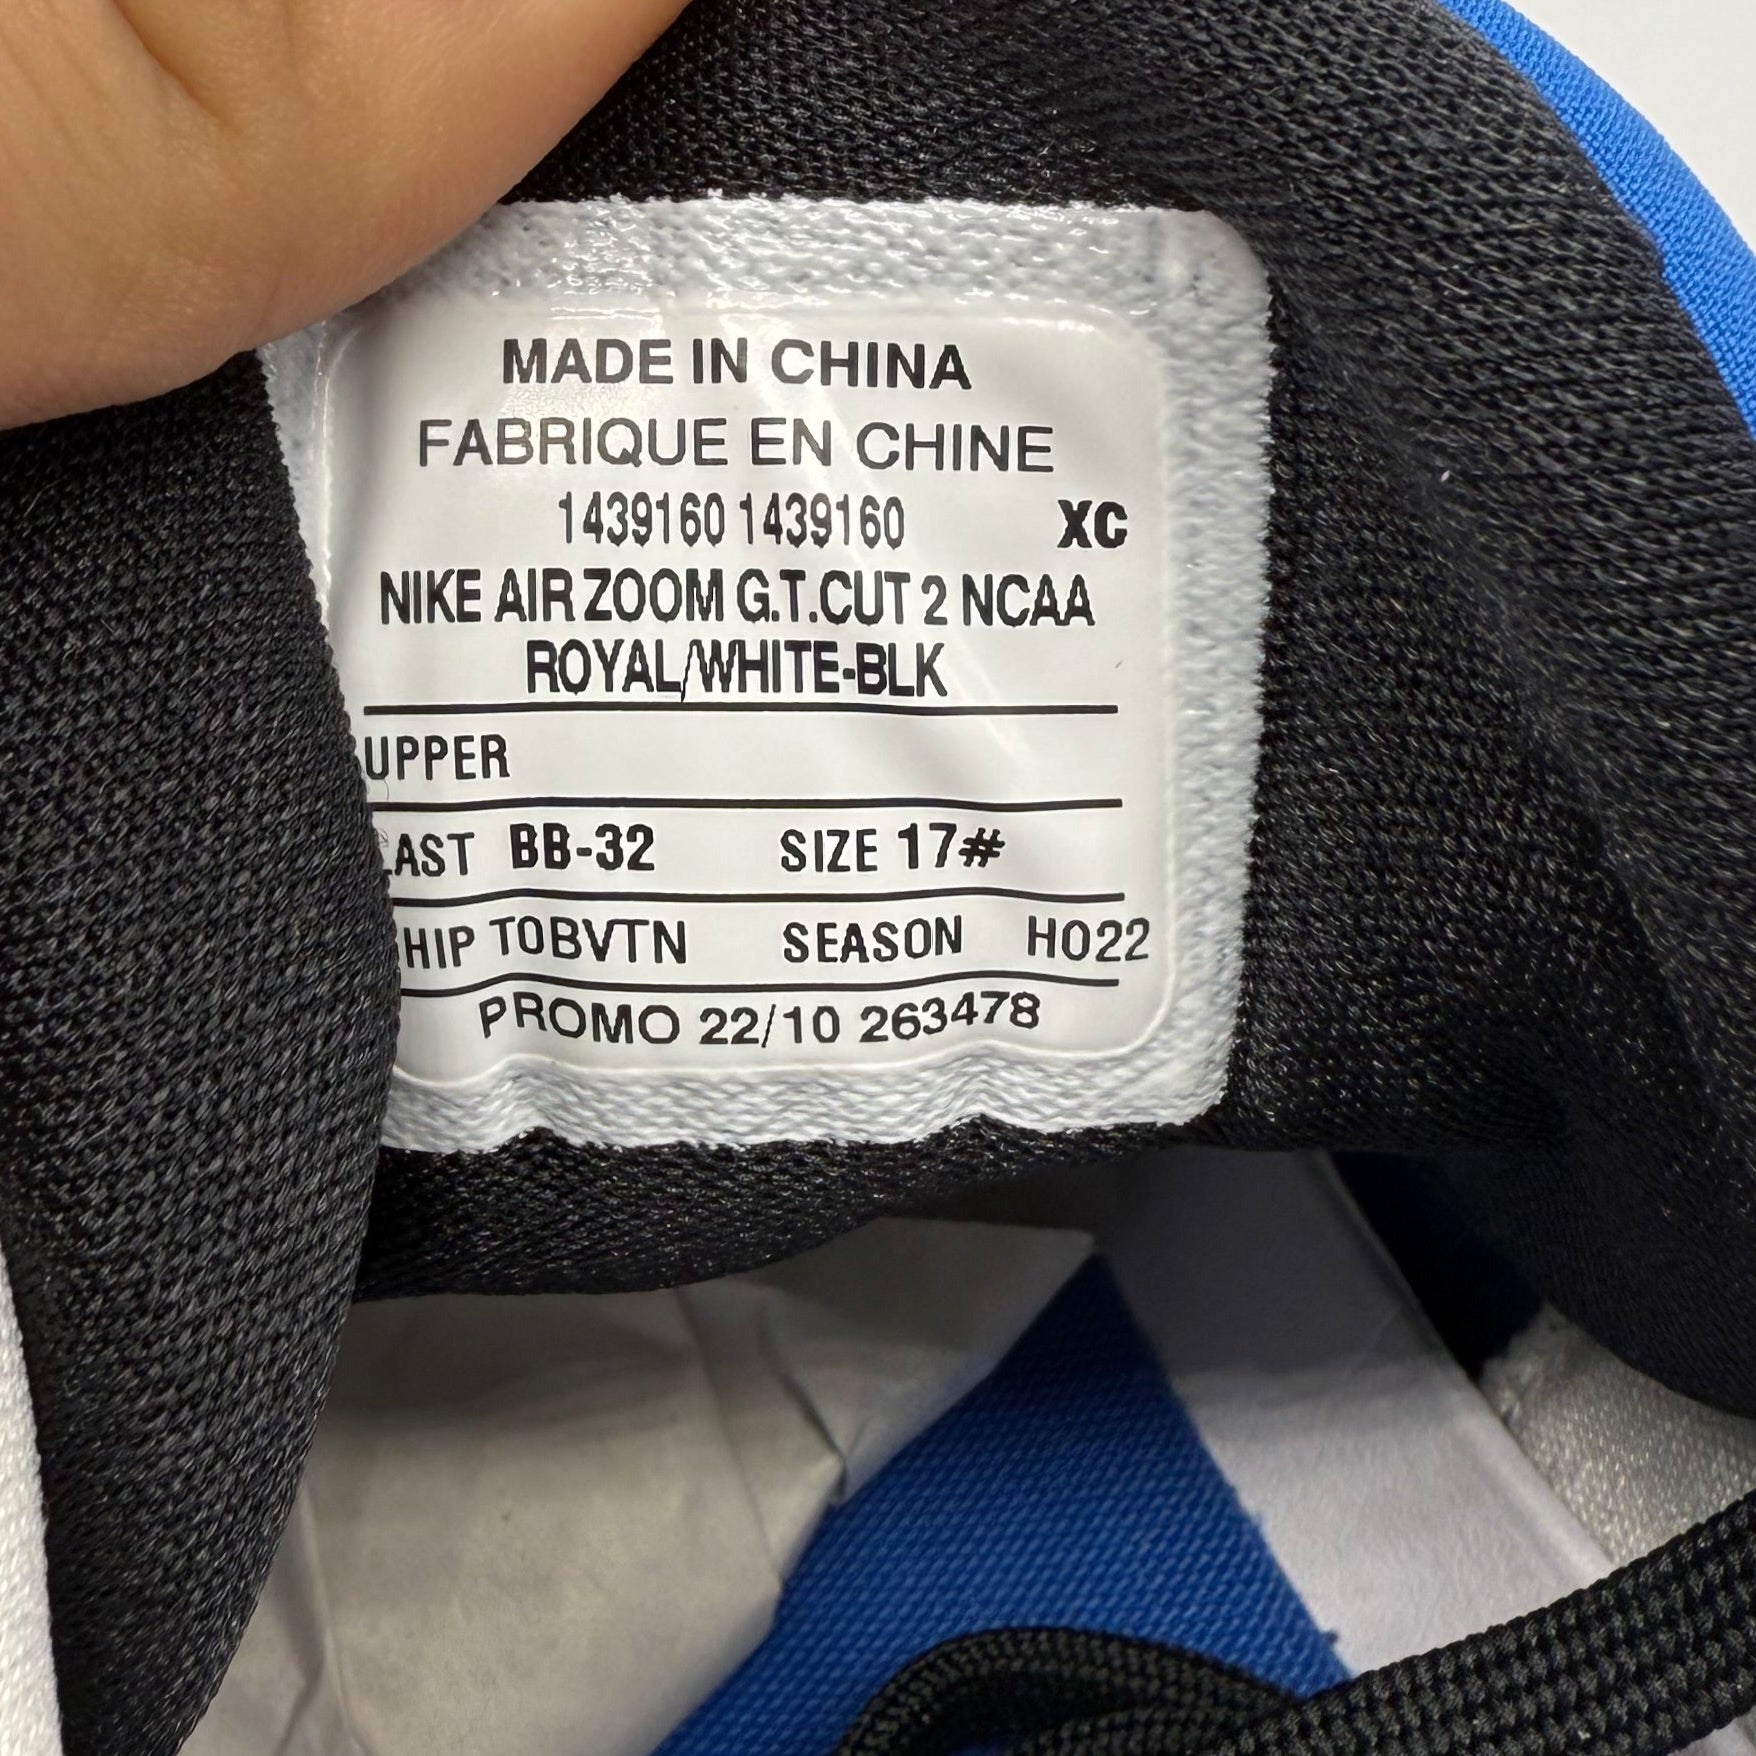 MADE IN CHINA
FABRIQUE EN CHINE
1439160 1439160 XC
NIKE AIR ZOOM G.T.CUT 2 NCAA
ROYAL/WHITE-BLK
UPPER
LAST BB-32 SIZE 17#
SHIP TOBVTN SEASON HO22
PROMO 22/10 263478